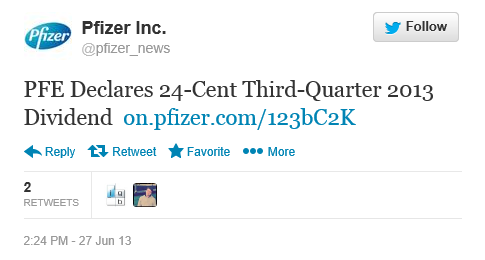 Pfizer
Pfizer Inc.
@pfizer_news
Follow
PFE Declares 24-Cent Third-Quarter 2013
Dividend on.pfizer.com/123bC2K
Reply Retweet Favorite More
2
RETWEETS
2:24 PM - 27 Jun 13